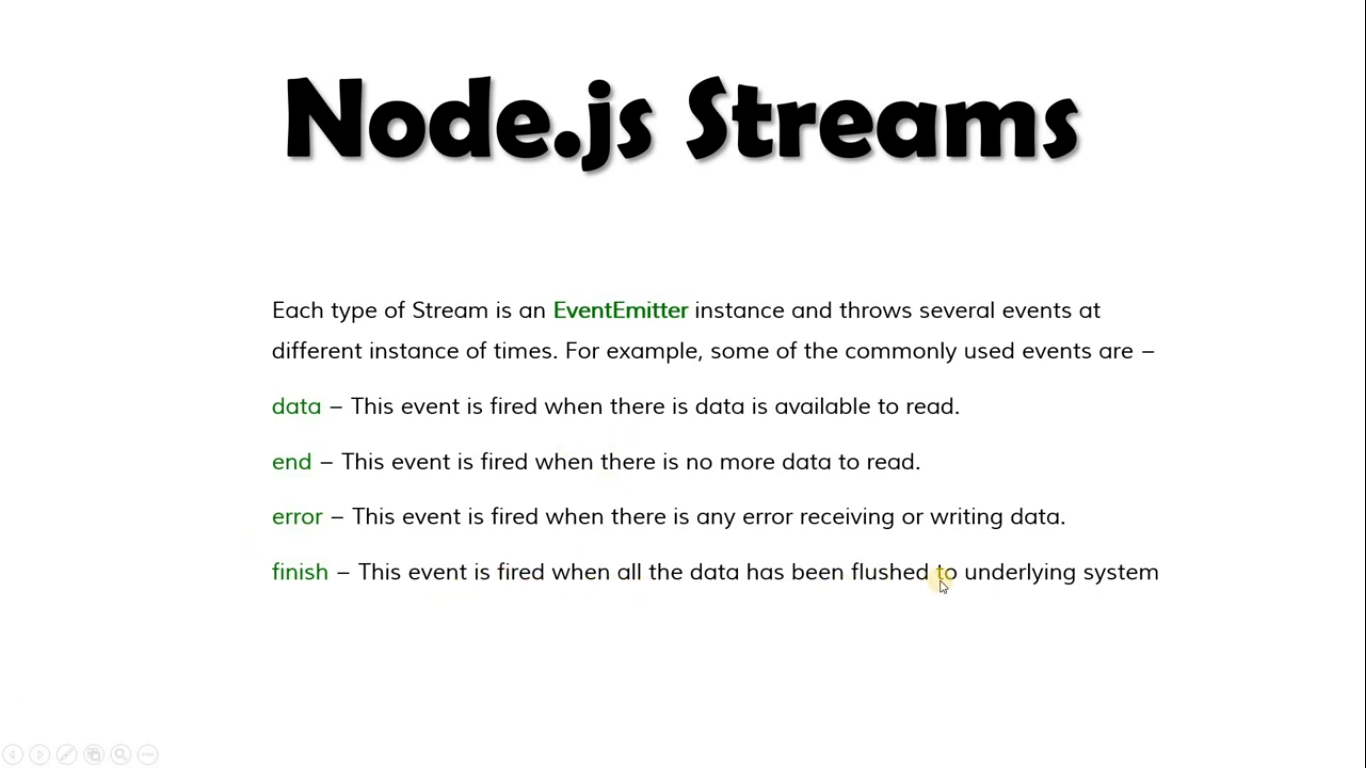 Node.js Streams
Each type of Stream is an EventEmitter instance and throws several events at
different instance of times. For example, some of the commonly used events are –
data – This event is fired when there is data is available to read.
end – This event is fired when there is no more data to read.
error – This event is fired when there is any error receiving or writing data.
finish – This event is fired when all the data has been flushed to underlying system